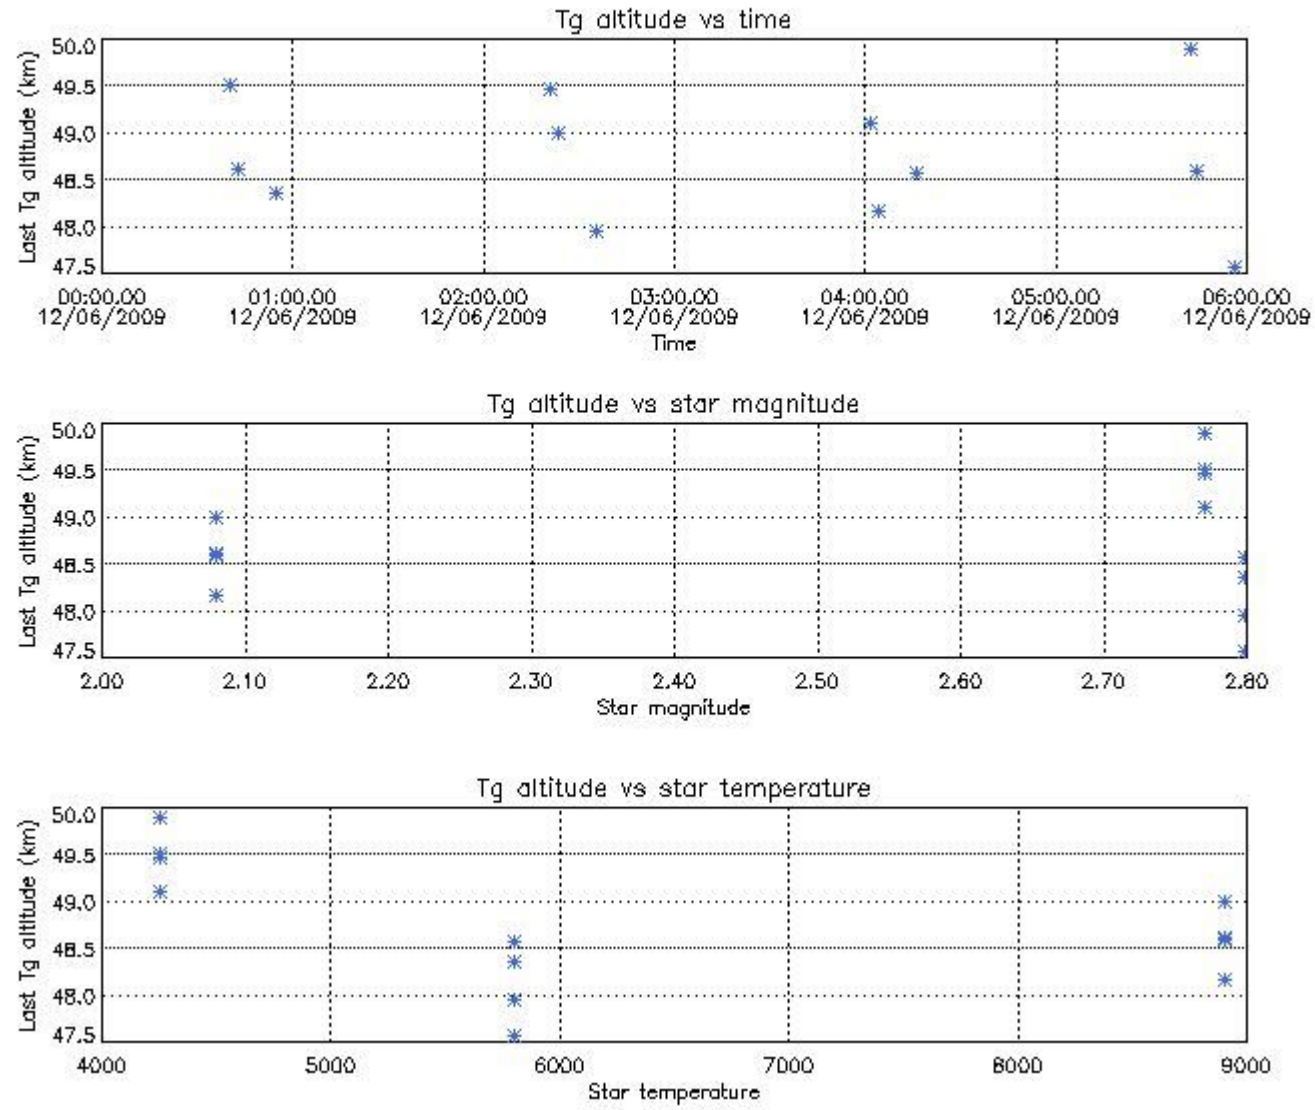 Tg altitude vs time
Last Tg altitude (km)
50.0
49.5
49.0
48.5
48.0
47.5
00:00.00 01:00.00 02:00.00 03:00.00 04:00.00 05:00.00 06:00.00
12/06/2009 12/06/2009 12/06/2009 12/06/2009 12/06/2009 12/06/2009 12/06/2009
Time
Tg altitude vs star magnitude
Last Tg altitude (km)
50.0
49.5
49.0
48.5
48.0
47.5
2.00 2.10 2.20 2.30 2.40 2.50 2.60 2.70 2.80
Star magnitude
Tg altitude vs star temperature
Last Tg altitude (km)
50.0
49.5
49.0
48.5
48.0
47.5
4000 5000 6000 7000 8000 9000
Star temperature